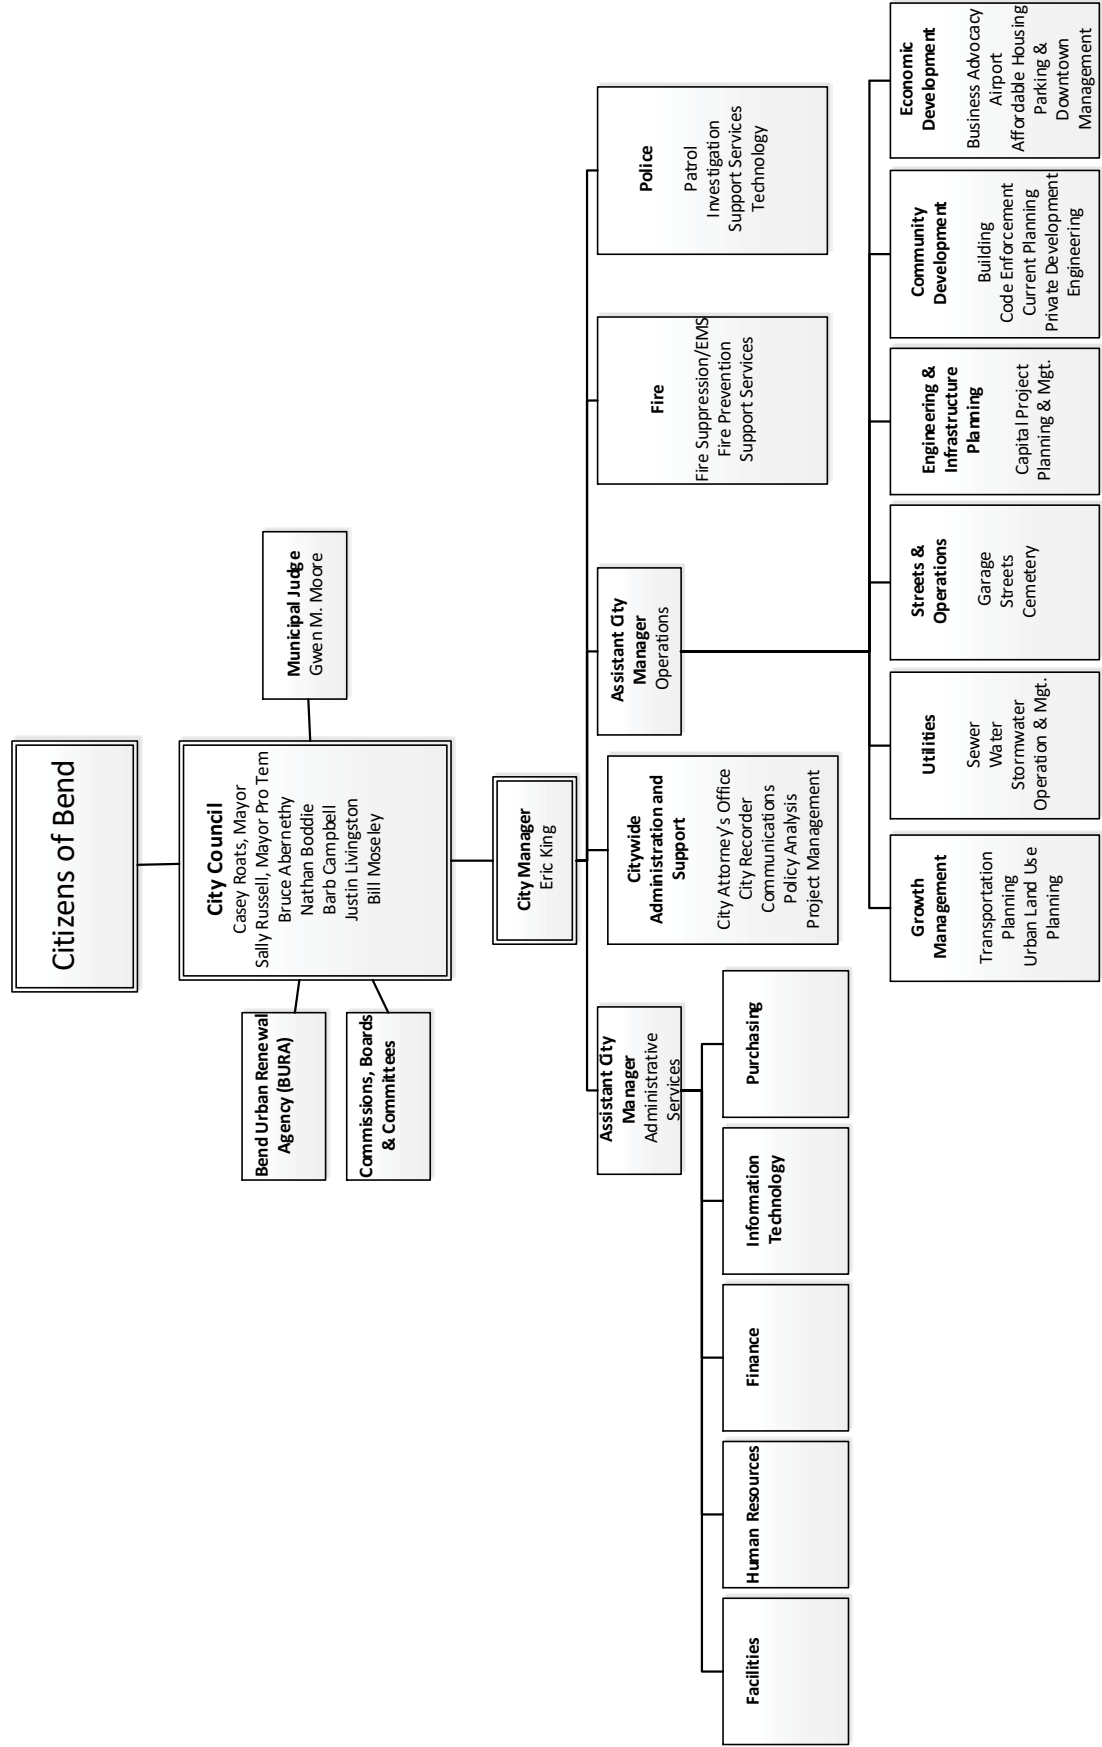 Citizens of Bend
City Council
Casey Roats, Mayor
Sally Russell, Mayor Pro Tem
Bruce Abernethy
Nathan Boddie
Barb Campbell
Justin Livingston
Bill Moseley
Bend Urban Renewal
Agency (BURA)
Commissions, Boards
& Committees
Municipal Judge
Gwen M. Moore
City Manager
Eric King
Assistant City
Manager
Administrative
Services
Citywide
Administration and
Support
City Attorney's Office
City Recorder
Communications
Policy Analysis
Project Management
Assistant City
Manager
Operations
Fire
Fire Suppression/EMS
Fire Prevention
Support Services
Police
Patrol
Investigation
Support Services
Technology
Facilities
Human Resources
Finance
Information
Technology
Purchasing
Growth
Management
Transportation
Planning
Urban Land Use
Planning
Utilities
Sewer
Water
Stormwater
Operation & Mgt.
Streets &
Operations
Garage
Streets
Cemetery
Engineering &
Infrastructure
Planning
Capital Project
Planning & Mgt.
Community
Development
Building
Code Enforcement
Current Planning
Private Development
Engineering
Economic
Development
Business Advocacy
Airport
Affordable Housing
Parking &
Downtown
Management